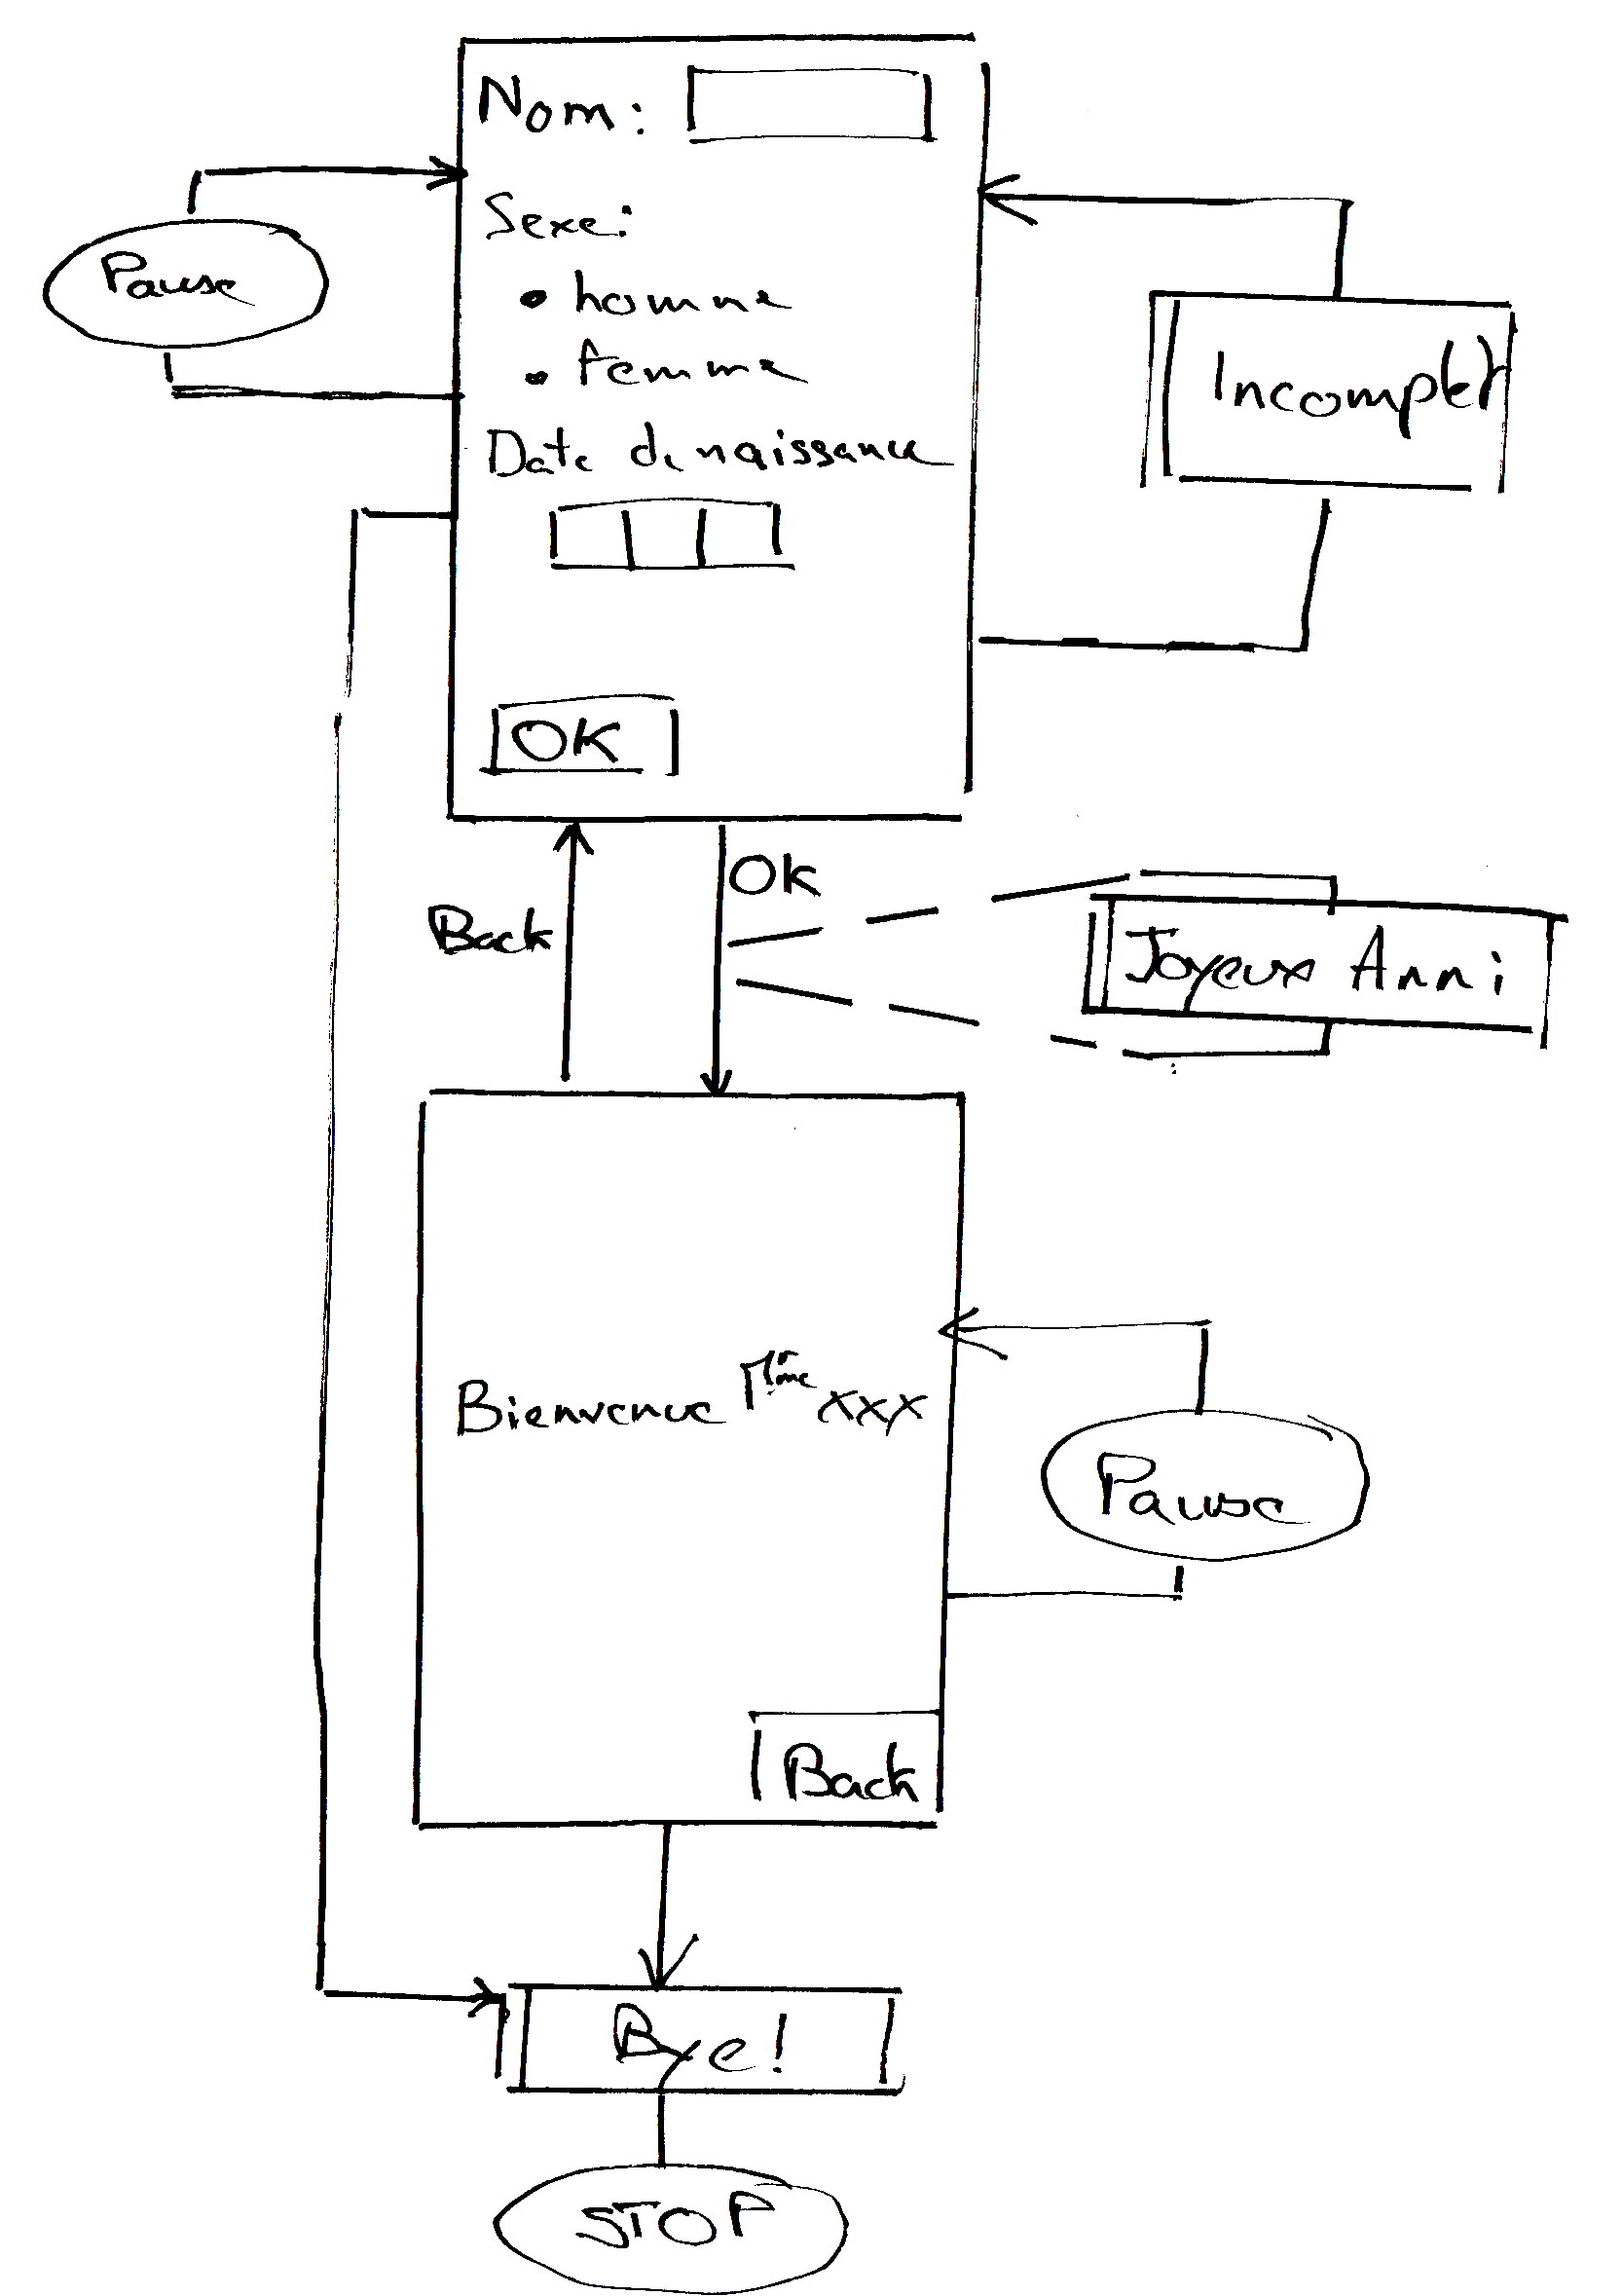 Nom :
Sexe :
• homme
• femme
Date de naissance
OK
Pause
Incomplet
Back
OK
Joyeux Anni
Bienvenue Mme xxx
Pause
Back
Bye!
STOP